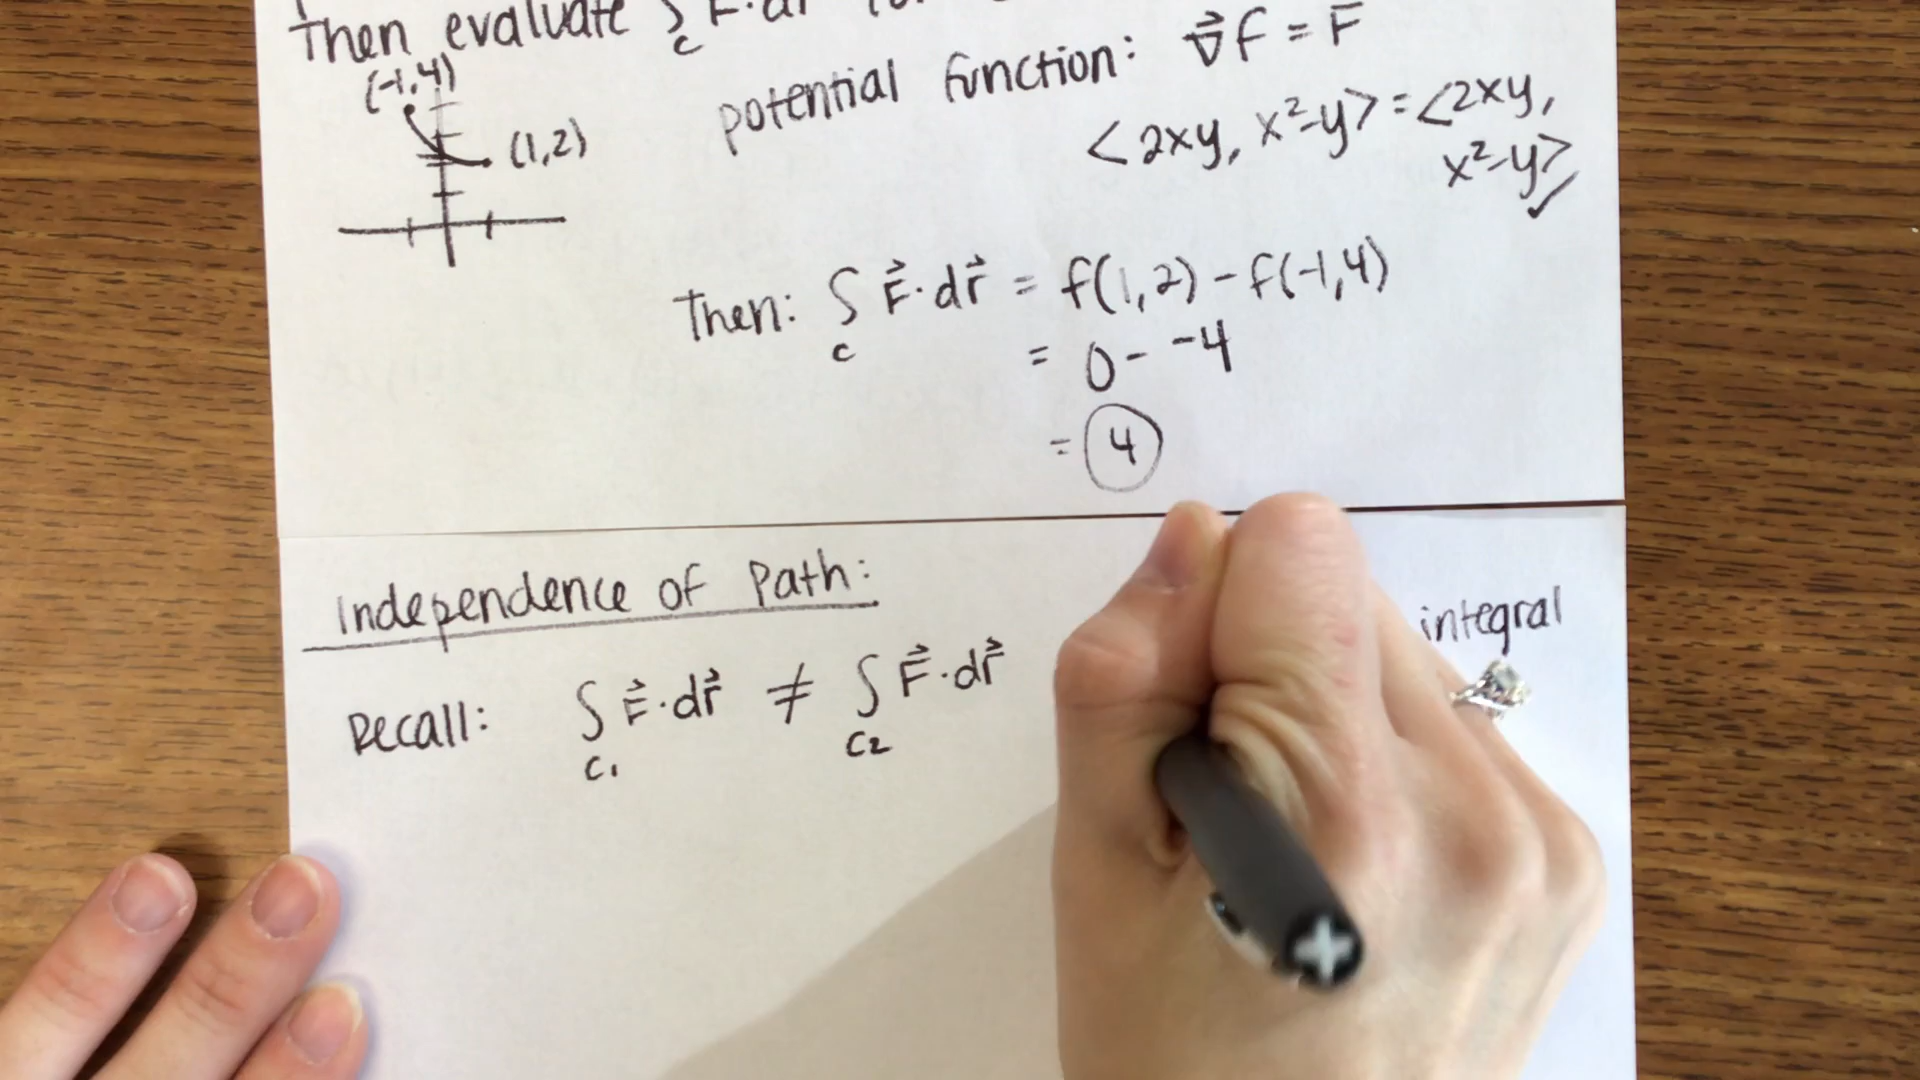 Then evaluate ∫ F·dr
C
(-1,4)
(1,2)
potential function: ∇⃗f = F
<2xy, x²-y> = <2xy,
x²-y>
✓
Then: ∫ F⃗·dr⃗ = f(1,2) - f(-1,4)
C
= 0 - -4
= 4
Independence of Path:
Recall: ∫ F⃗·dr⃗ ≠ ∫ F⃗·dr⃗
C₁ C2
integral